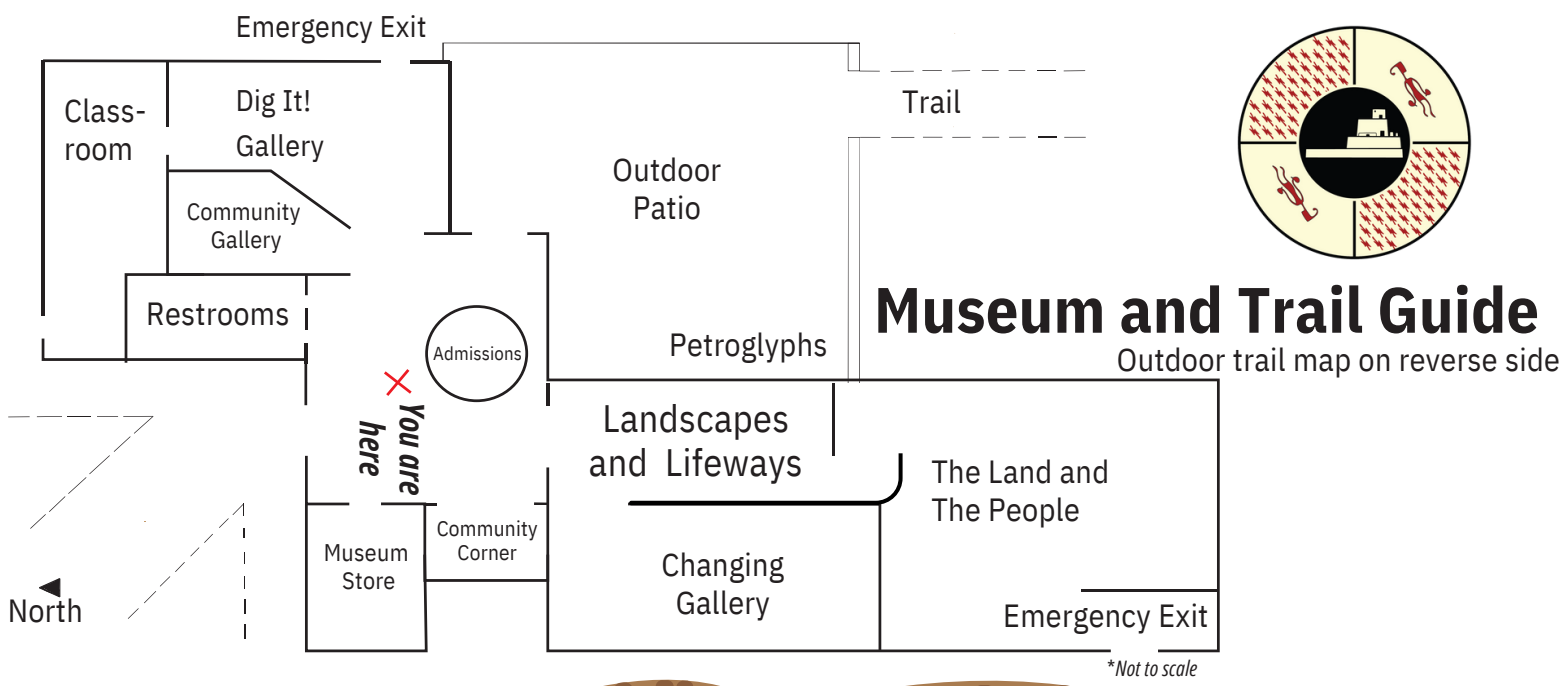 Emergency Exit
Class-
room
Dig It!
Gallery
Trail
Outdoor
Patio
Community
Gallery
Restrooms
Admissions
Petroglyphs
Museum and Trail Guide
Outdoor trail map on reverse side
You are
here
Landscapes
and Lifeways
The Land and
The People
Museum
Store
Community
Corner
Changing
Gallery
North
Emergency Exit
*Not to scale